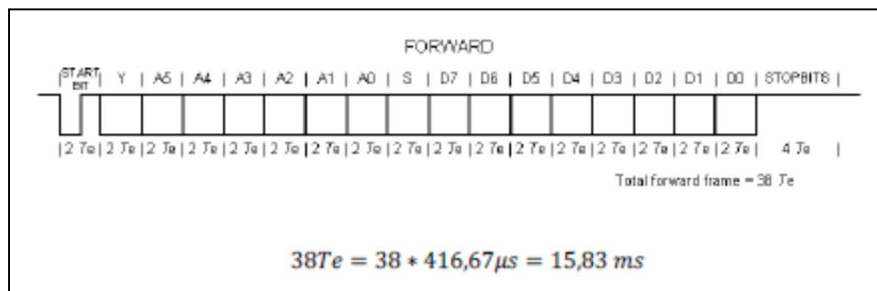 FORWARD
START BIT | Y | A5 | A4 | A3 | A2 | A1 | A0 | S | D7 | D6 | D5 | D4 | D3 | D2 | D1 | D0 | STOPBITS |
|2 Te|2 Te|2 Te|2 Te|2 Te|2 Te|2 Te|2 Te|2 Te|2 Te|2 Te|2 Te|2 Te|2 Te|2 Te|2 Te|2 Te| 4 Te |
Total forward frame = 38 Te
38Te = 38 * 416,67μs = 15,83 ms